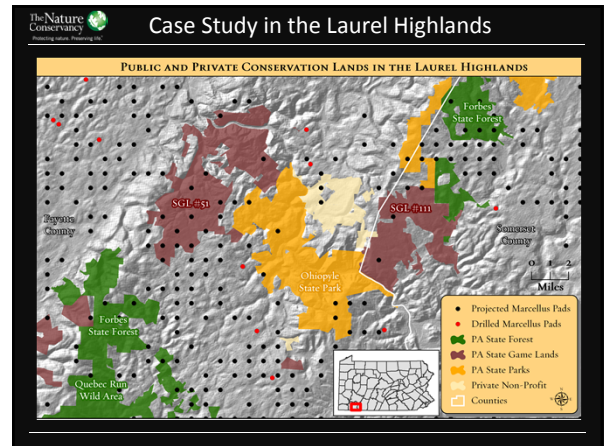 The Nature
Conservancy
Protecting nature. Preserving life.
Case Study in the Laurel Highlands
PUBLIC AND PRIVATE CONSERVATION LANDS IN THE LAUREL HIGHLANDS
Forbes
State Forest
SGL #51
SGL #111
Fayette
County
Somerset
County
Ohiopyle
State Park
0 1 2
Miles
Forbes
State Forest
Quebec Run
Wild Area
Projected Marcellus Pads
Drilled Marcellus Pads
PA State Forest
PA State Game Lands
PA State Parks
Private Non-Profit
Counties